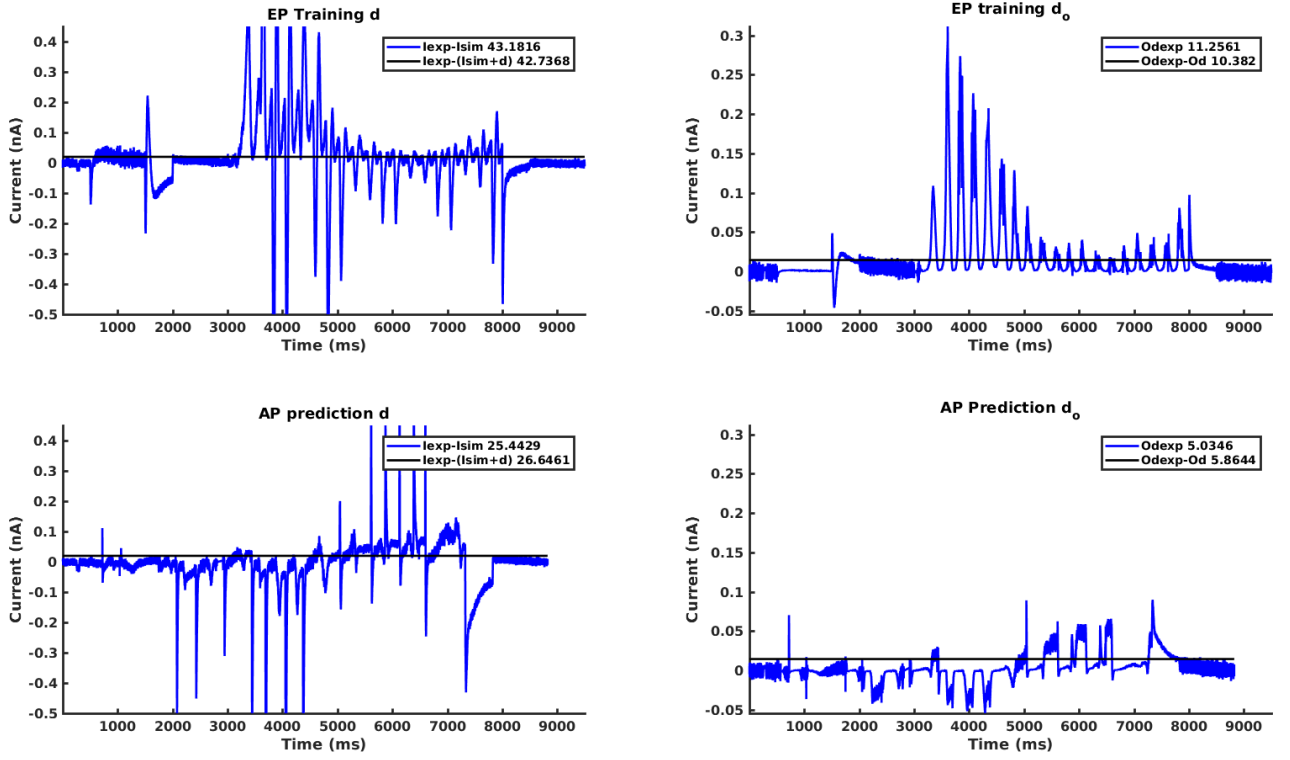 EP Training d
0.4
0.3
0.2
0.1
0
-0.1
-0.2
-0.3
-0.4
-0.5
Current (nA)
Iexp-Isim 43.1816
Iexp-(Isim+d) 42.7368
1000 2000 3000 4000 5000 6000 7000 8000 9000
Time (ms)
EP training do
0.3
0.25
0.2
0.15
0.1
0.05
0
-0.05
Current (nA)
Odexp 11.2561
Odexp-Od 10.382
1000 2000 3000 4000 5000 6000 7000 8000 9000
Time (ms)
AP prediction d
0.4
0.3
0.2
0.1
0
-0.1
-0.2
-0.3
-0.4
-0.5
Current (nA)
Iexp-Isim 25.4429
Iexp-(Isim+d) 26.6461
1000 2000 3000 4000 5000 6000 7000 8000 9000
Time (ms)
AP Prediction do
0.3
0.25
0.2
0.15
0.1
0.05
0
-0.05
Current (nA)
Odexp 5.0346
Odexp-Od 5.8644
1000 2000 3000 4000 5000 6000 7000 8000 9000
Time (ms)